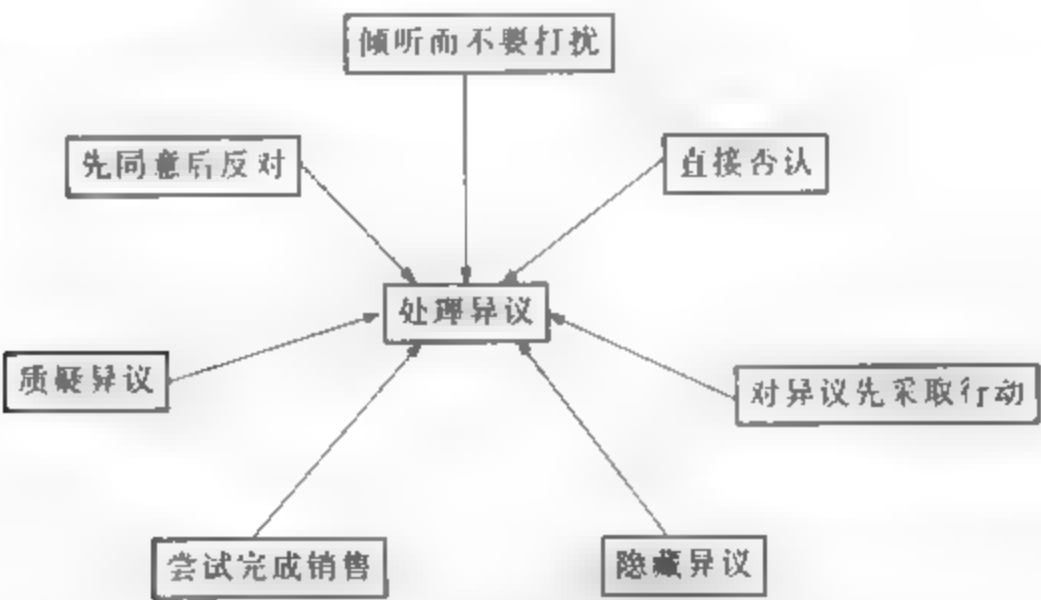 倾听而不要打扰
先同意后反对
直接否认
处理异议
质疑异议
对异议先采取行动
尝试完成销售
隐藏异议